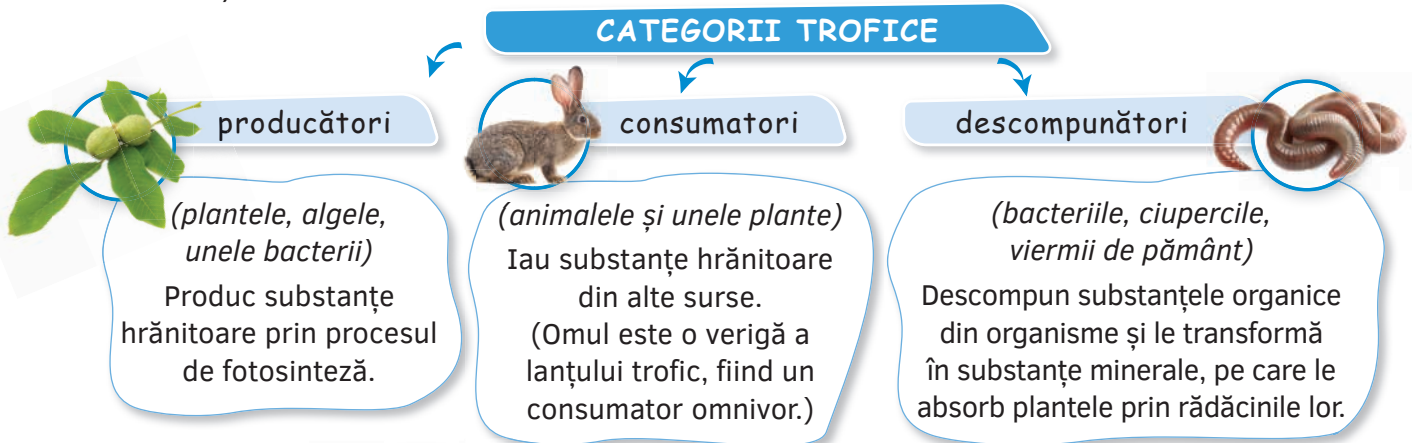 CATEGORII TROFICE
producători
(plantele, algele,
unele bacterii)
Produc substanțe
hrănitoare prin procesul
de fotosinteză.
consumatori
(animalele și unele plante)
Iau substanțe hrănitoare
din alte surse.
(Omul este o verigă a
lanțului trofic, fiind un
consumator omnivor.)
descompunători
(bacteriile, ciupercile,
viermii de pământ)
Descompun substanțele organice
din organisme și le transformă
în substanțe minerale, pe care le
absorb plantele prin rădăcinile lor.